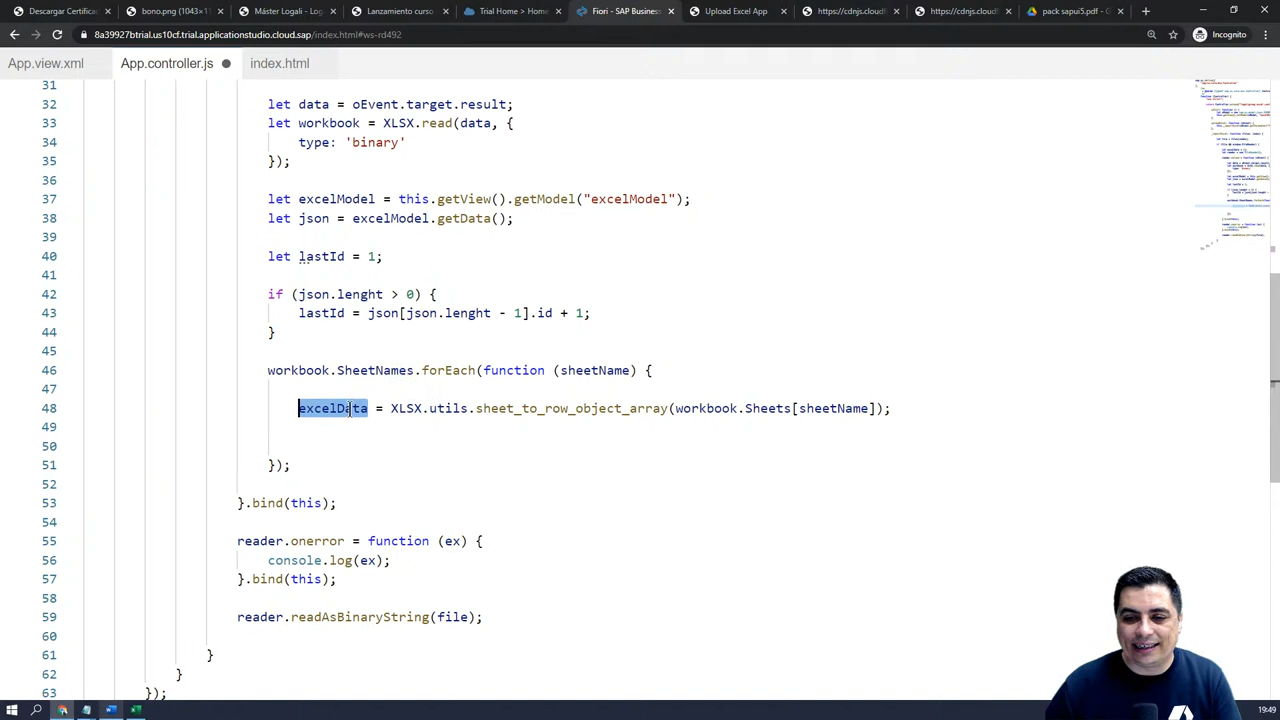 Descargar Certifica
bono.png (1043×1
Máster Logali - Log
Lanzamiento curso
Trial Home > Home
Fiori - SAP Business
Upload Excel App
https://cdnjs.cloudf
https://cdnjs.cloudf
pack sapui5.pdf - G
8a39927btrial.us10cf.trial.applicationstudio.cloud.sap/index.html#ws-rd492
Incognito
App.view.xml
App.controller.js
index.html
31
32 let data = oEvent.target.result;
33 let workbook = XLSX.read(data, {
34 type: 'binary'
35 });
36
37 let excelModel = this.getView().getModel("excelModel");
38 let json = excelModel.getData();
39
40 let lastId = 1;
41
42 if (json.lenght > 0) {
43 lastId = json[json.lenght - 1].id + 1;
44 }
45
46 workbook.SheetNames.forEach(function (sheetName) {
47
48 excelData = XLSX.utils.sheet_to_row_object_array(workbook.Sheets[sheetName]);
49
50
51 });
52
53 }.bind(this);
54
55 reader.onerror = function (ex) {
56 console.log(ex);
57 }.bind(this);
58
59 reader.readAsBinaryString(file);
60
61 }
62 }
63 });
19:49